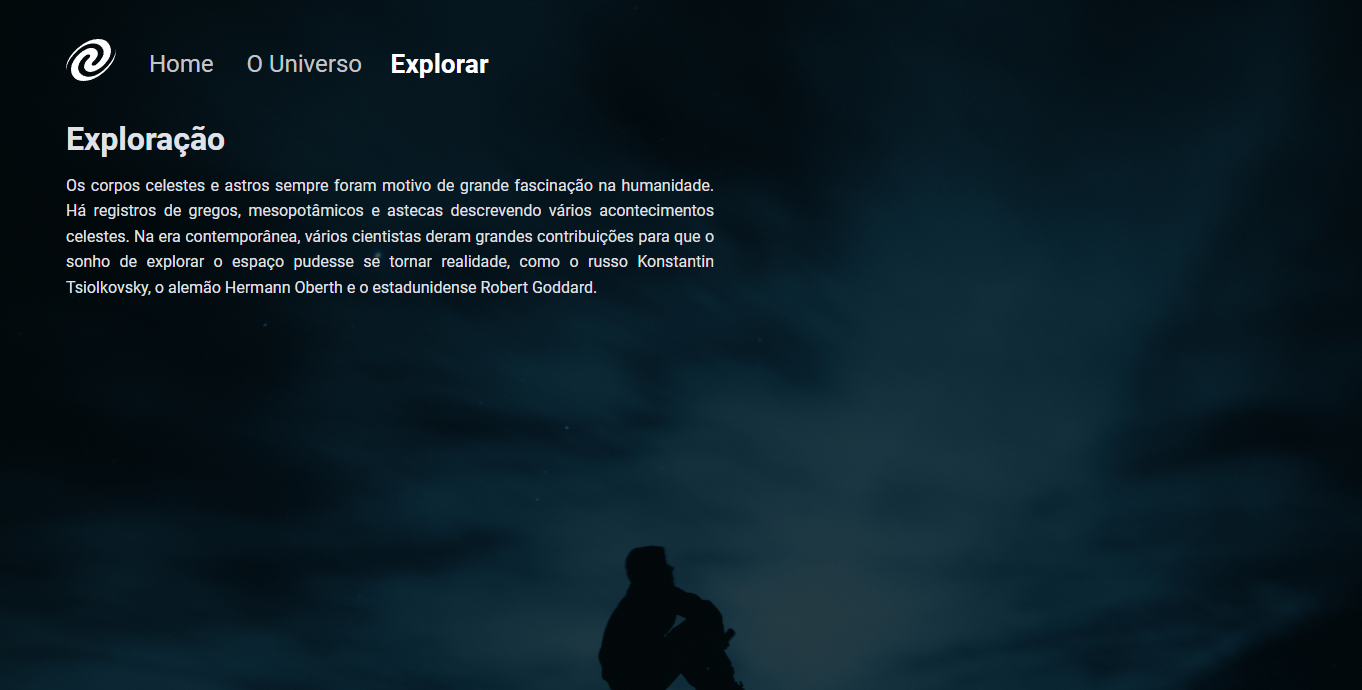 Home O Universo Explorar
Exploração
Os corpos celestes e astros sempre foram motivo de grande fascinação na humanidade.
Há registros de gregos, mesopotâmicos e astecas descrevendo vários acontecimentos
celestes. Na era contemporânea, vários cientistas deram grandes contribuições para que o
sonho de explorar o espaço pudesse se tornar realidade, como o russo Konstantin
Tsiolkovsky, o alemão Hermann Oberth e o estadunidense Robert Goddard.